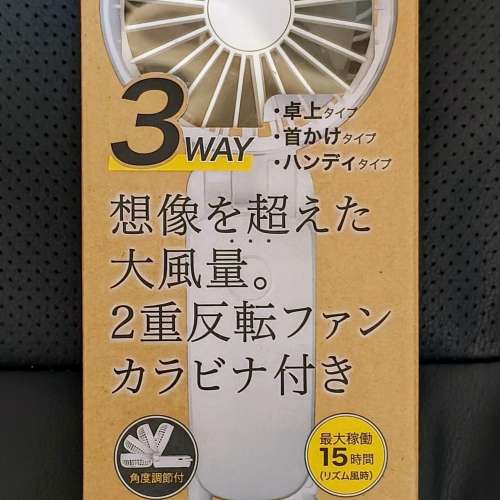 3WAY
・卓上タイプ
・首かけタイプ
・ハンディタイプ
想像を超えた
大風量。
2重反転ファン
カラビナ付き
角度調節付
最大稼働
15時間
(リズム風時)